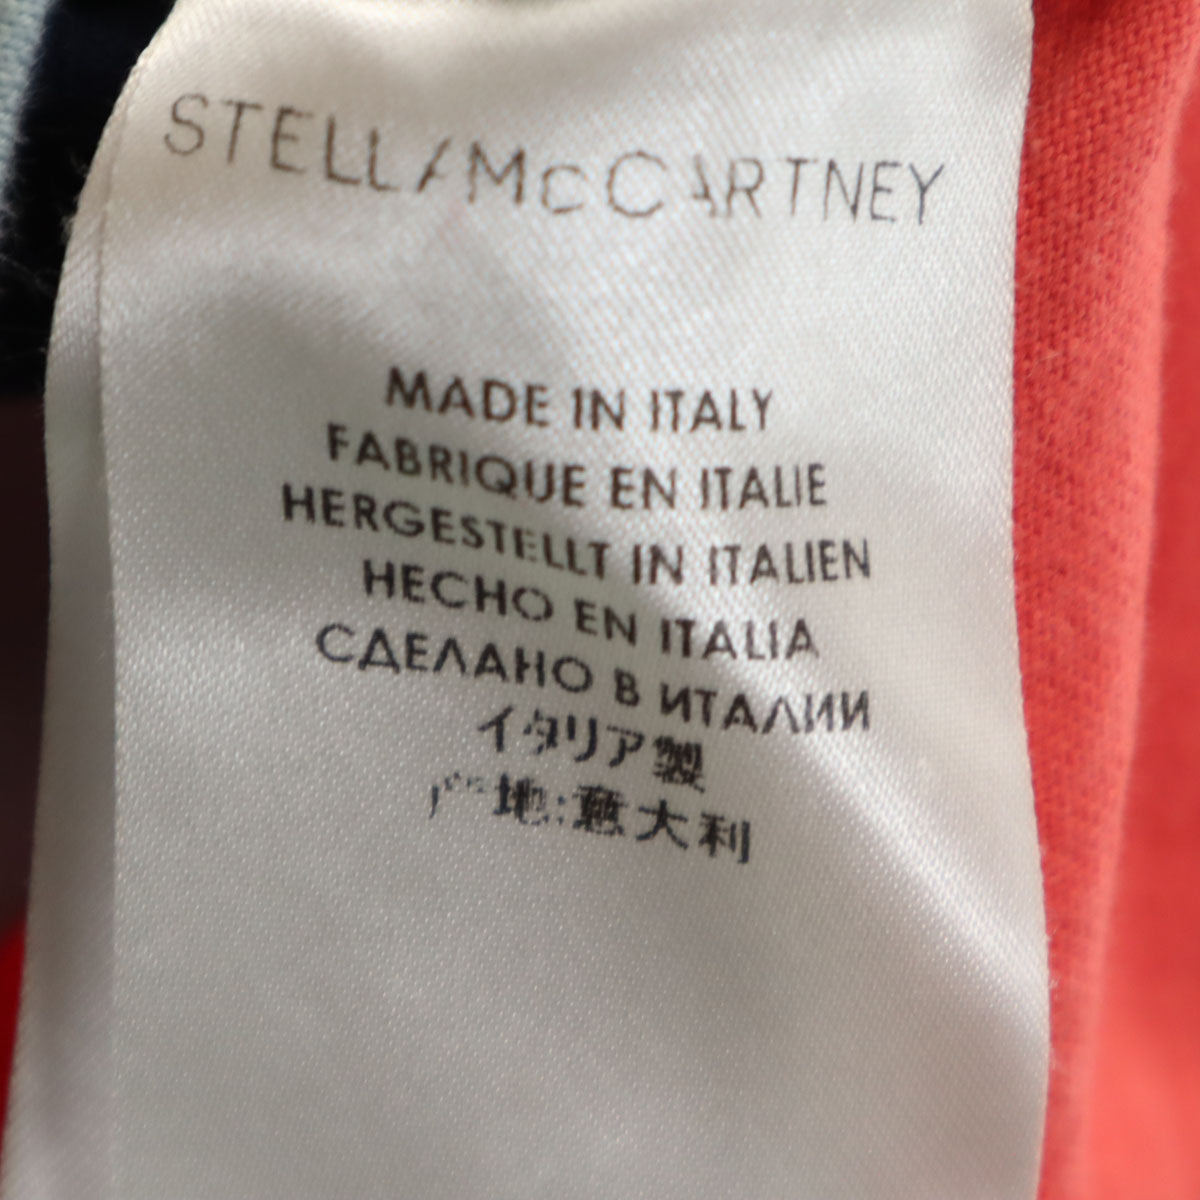 STELLA McCARTNEY
MADE IN ITALY
FABRIQUE EN ITALIE
HERGESTELLT IN ITALIEN
HECHO EN ITALIA
СДЕЛАНО В ИТАЛИИ
イタリア製
产地:意大利